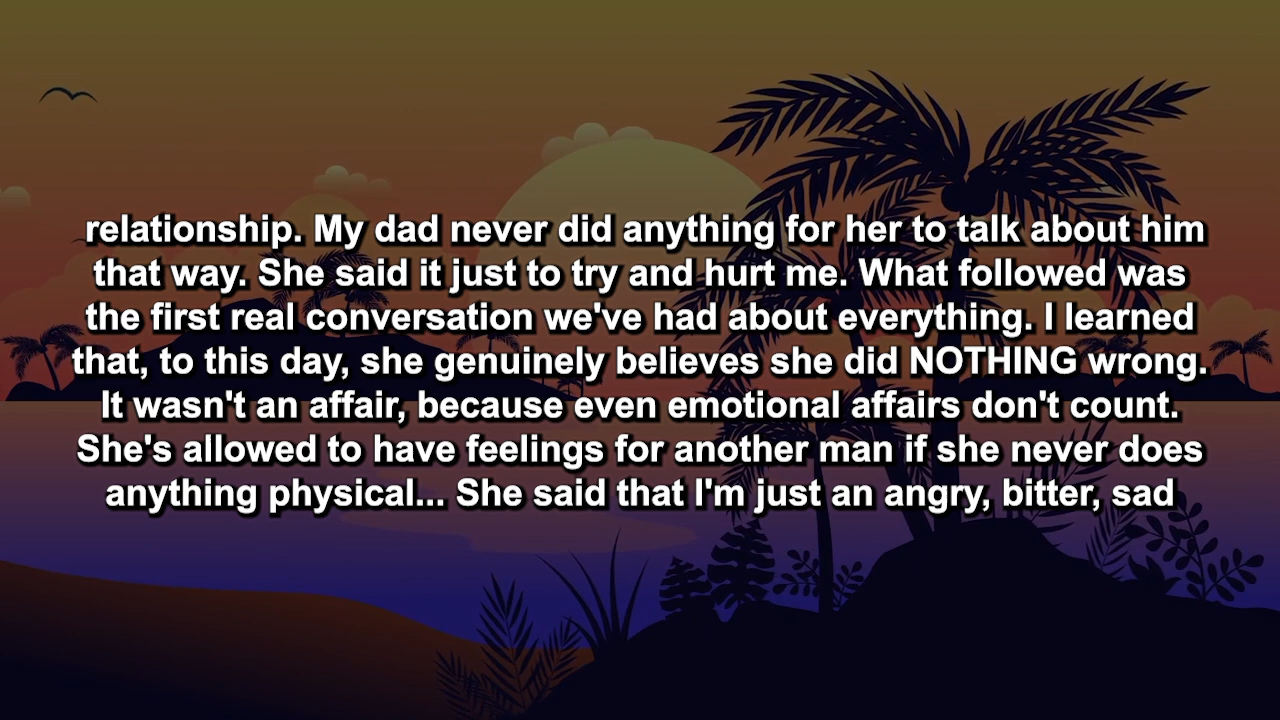 relationship. My dad never did anything for her to talk about him
that way. She said it just to try and hurt me. What followed was
the first real conversation we've had about everything. I learned
that, to this day, she genuinely believes she did NOTHING wrong.
It wasn't an affair, because even emotional affairs don't count.
She's allowed to have feelings for another man if she never does
anything physical... She said that I'm just an angry, bitter, sad